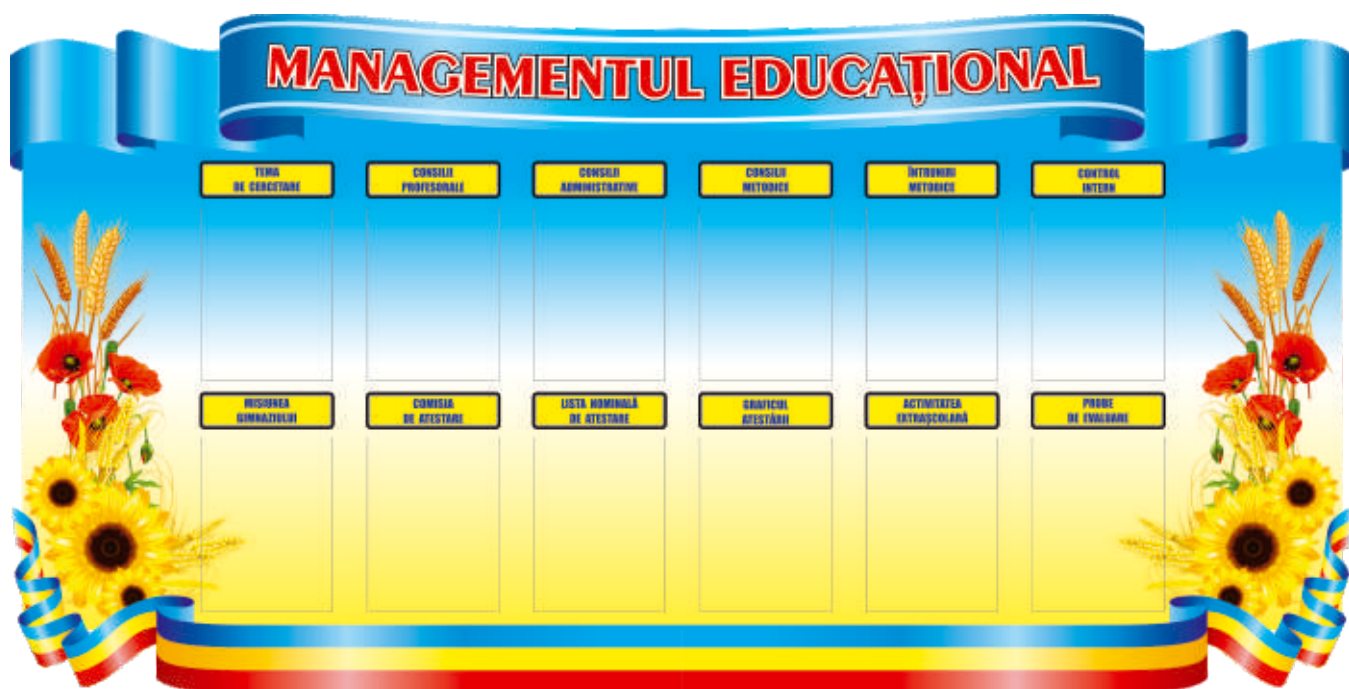 MANAGEMENTUL EDUCAȚIONAL
TEMA
DE CERCETARE
CONSILII
PROFESORALE
CONSILII
ADMINISTRATIVE
CONSILII
METODICE
ÎNTRUNIRI
METODICE
CONTROL
INTERN
MISIUNEA
GIMNAZIULUI
COMISIA
DE ATESTARE
LISTA NOMINALĂ
DE ATESTARE
GRAFICUL
ATESTĂRII
ACTIVITATEA
EXTRAȘCOLARĂ
PROBE
DE EVALUARE